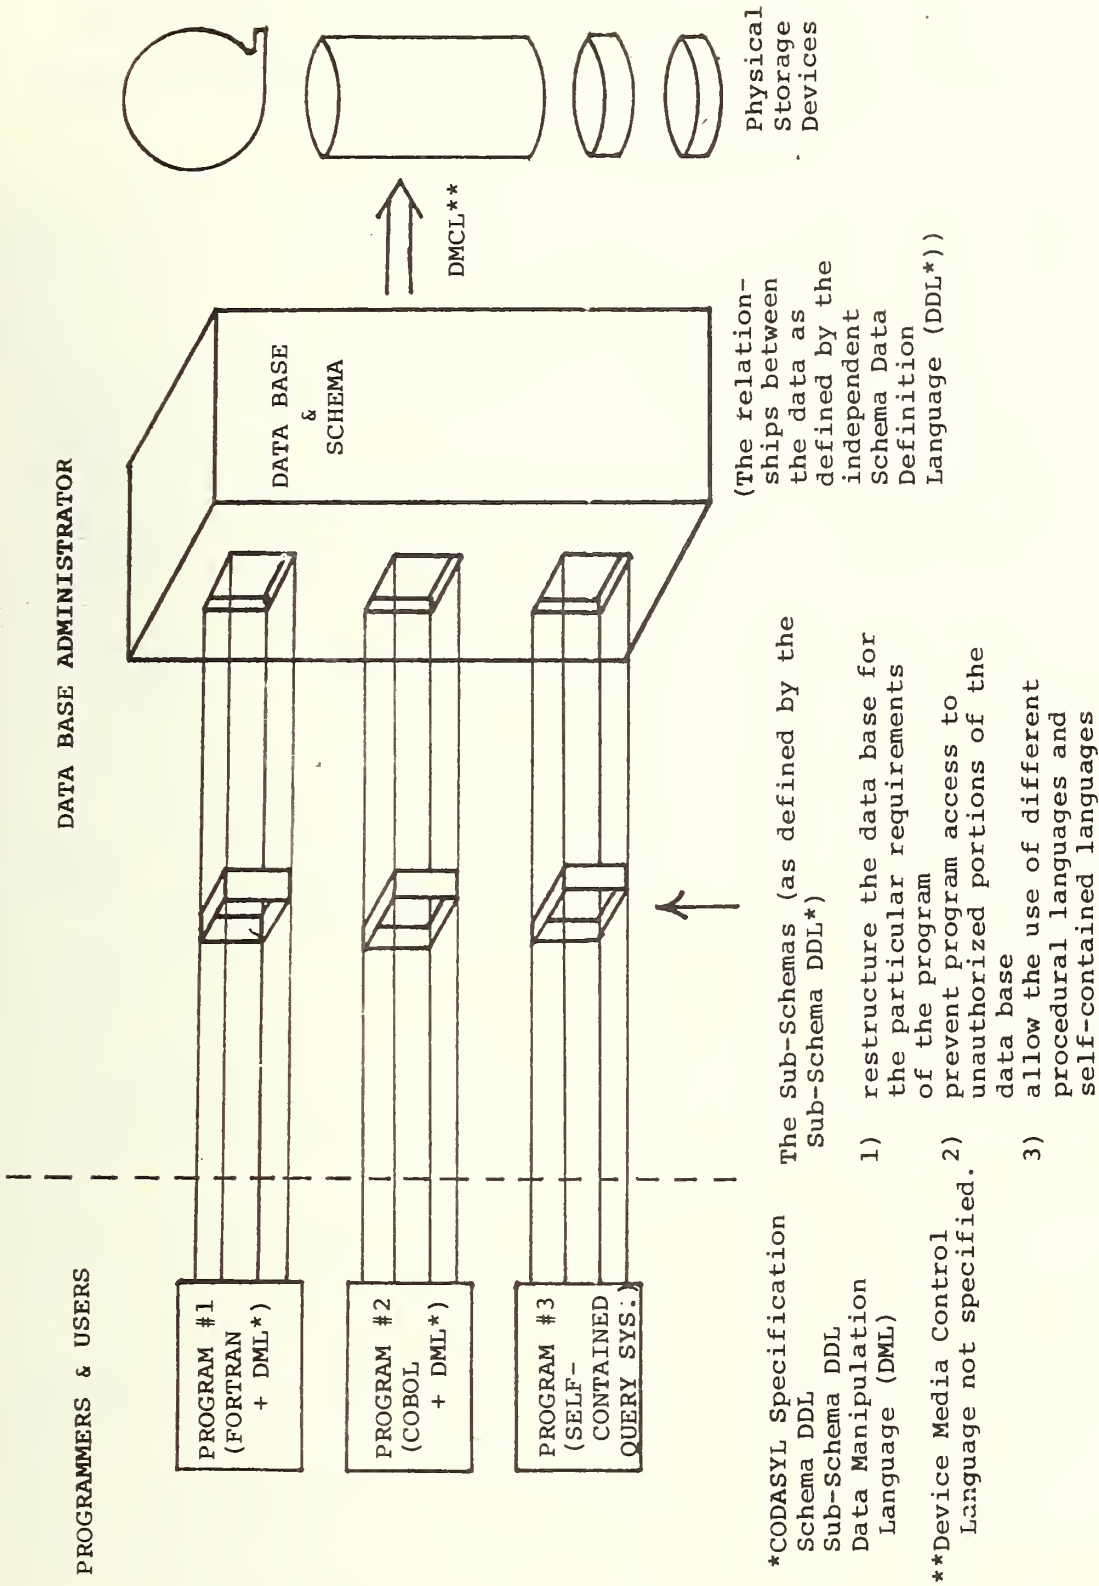 PROGRAMMERS & USERS
DATA BASE ADMINISTRATOR
PROGRAM #1
(FORTRAN
+ DML*)
PROGRAM #2
(COBOL
+ DML*)
PROGRAM #3
(SELF-
CONTAINED
QUERY SYS.)
DATA BASE
&
SCHEMA
DMCL**
Physical
Storage
Devices
(The relation-
ships between
the data as
defined by the
independent
Schema Data
Definition
Language (DDL*))
The Sub-Schemas (as defined by the
Sub-Schema DDL*)
1) restructure the data base for
the particular requirements
of the program
2) prevent program access to
unauthorized portions of the
data base
3) allow the use of different
procedural languages and
self-contained languages
*CODASYL Specification
Schema DDL
Sub-Schema DDL
Data Manipulation
Language (DML)
**Device Media Control
Language not specified.